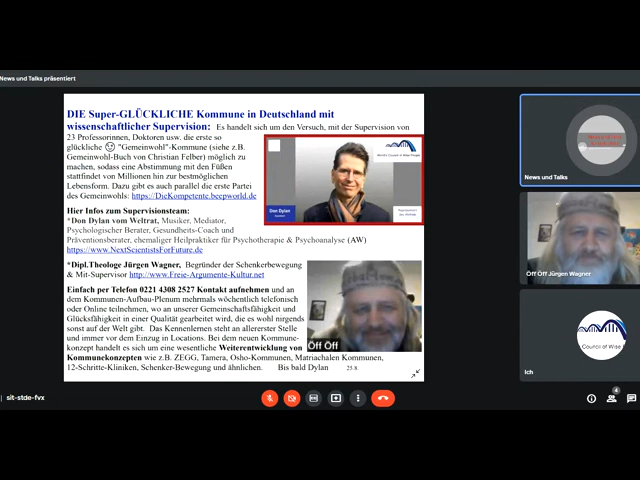 News und Talks präsentiert
DIE Super-GLÜCKLICHE Kommune in Deutschland mit
wissenschaftlicher Supervision: Es handelt sich um den Versuch, mit der Supervision von
23 Professorinnen, Doktoren usw. die erste so
glückliche "Gemeinwohl"-Kommune (siehe z.B.
Gemeinwohl-Buch von Christian Felber) möglich zu
machen, sodass eine Abstimmung mit den Füßen
stattfindet von Millionen hin zur bestmöglichen
Lebensform. Dazu gibt es auch parallel die erste Partei
des Gemeinwohls: https://DieKompetente.beepworld.de
Don Dylan
Hier Infos zum Supervisionsteam:
*Don Dylan vom Weltrat, Musiker, Mediator,
Psychologischer Berater, Gesundheits-Coach und
Präventionsberater, ehemaliger Heilpraktiker für Psychotherapie & Psychoanalyse (AW)
https://www.NextScientistsForFuture.de
*Dipl.Theologe Jürgen Wagner, Begründer der Schenkerbewegung
& Mit-Supervisor http://www.Freie-Argumente-Kultur.net
Einfach per Telefon 0221 4308 2527 Kontakt aufnehmen und an
dem Kommunen-Aufbau-Plenum mehrmals wöchentlich telefonisch
oder Online teilnehmen, wo an unserer Gemeinschaftsfähigkeit und
Glücksfähigkeit in einer Qualität gearbeitet wird, die es wohl nirgends
sonst auf der Welt gibt. Das Kennenlernen steht an allererster Stelle
und immer vor dem Einzug in Locations. Bei dem neuen Kommune-
konzept handelt es sich um eine wesentliche Weiterentwicklung von
Kommunekonzepten wie z.B. ZEGG, Tamera, Osho-Kommunen, Matriachalen Kommunen,
12-Schritte-Kliniken, Schenker-Bewegung und ähnlichen. Bis bald Dylan 25.8.
Öff Öff
News und Talks
Öff Öff Jürgen Wagner
Council of Wise
Ich
sit-stde-fvx
4